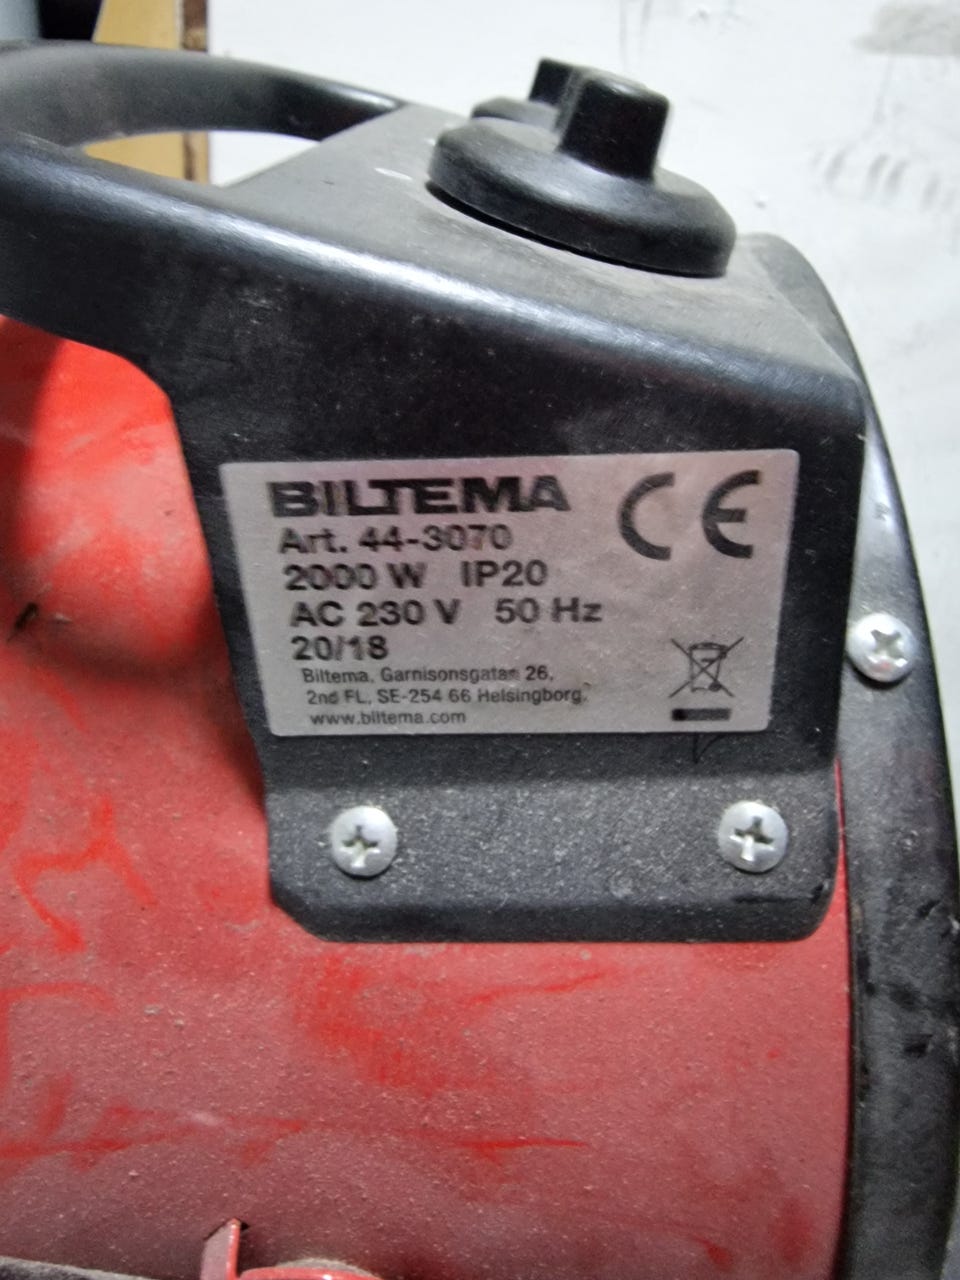 BILTEMA
CE
Art. 44-3070
2000 W IP20
AC 230 V 50 Hz
20/18
Biltema, Garnisonsgatan 26,
2nd FL, SE-254 66 Helsingborg.
www.biltema.com